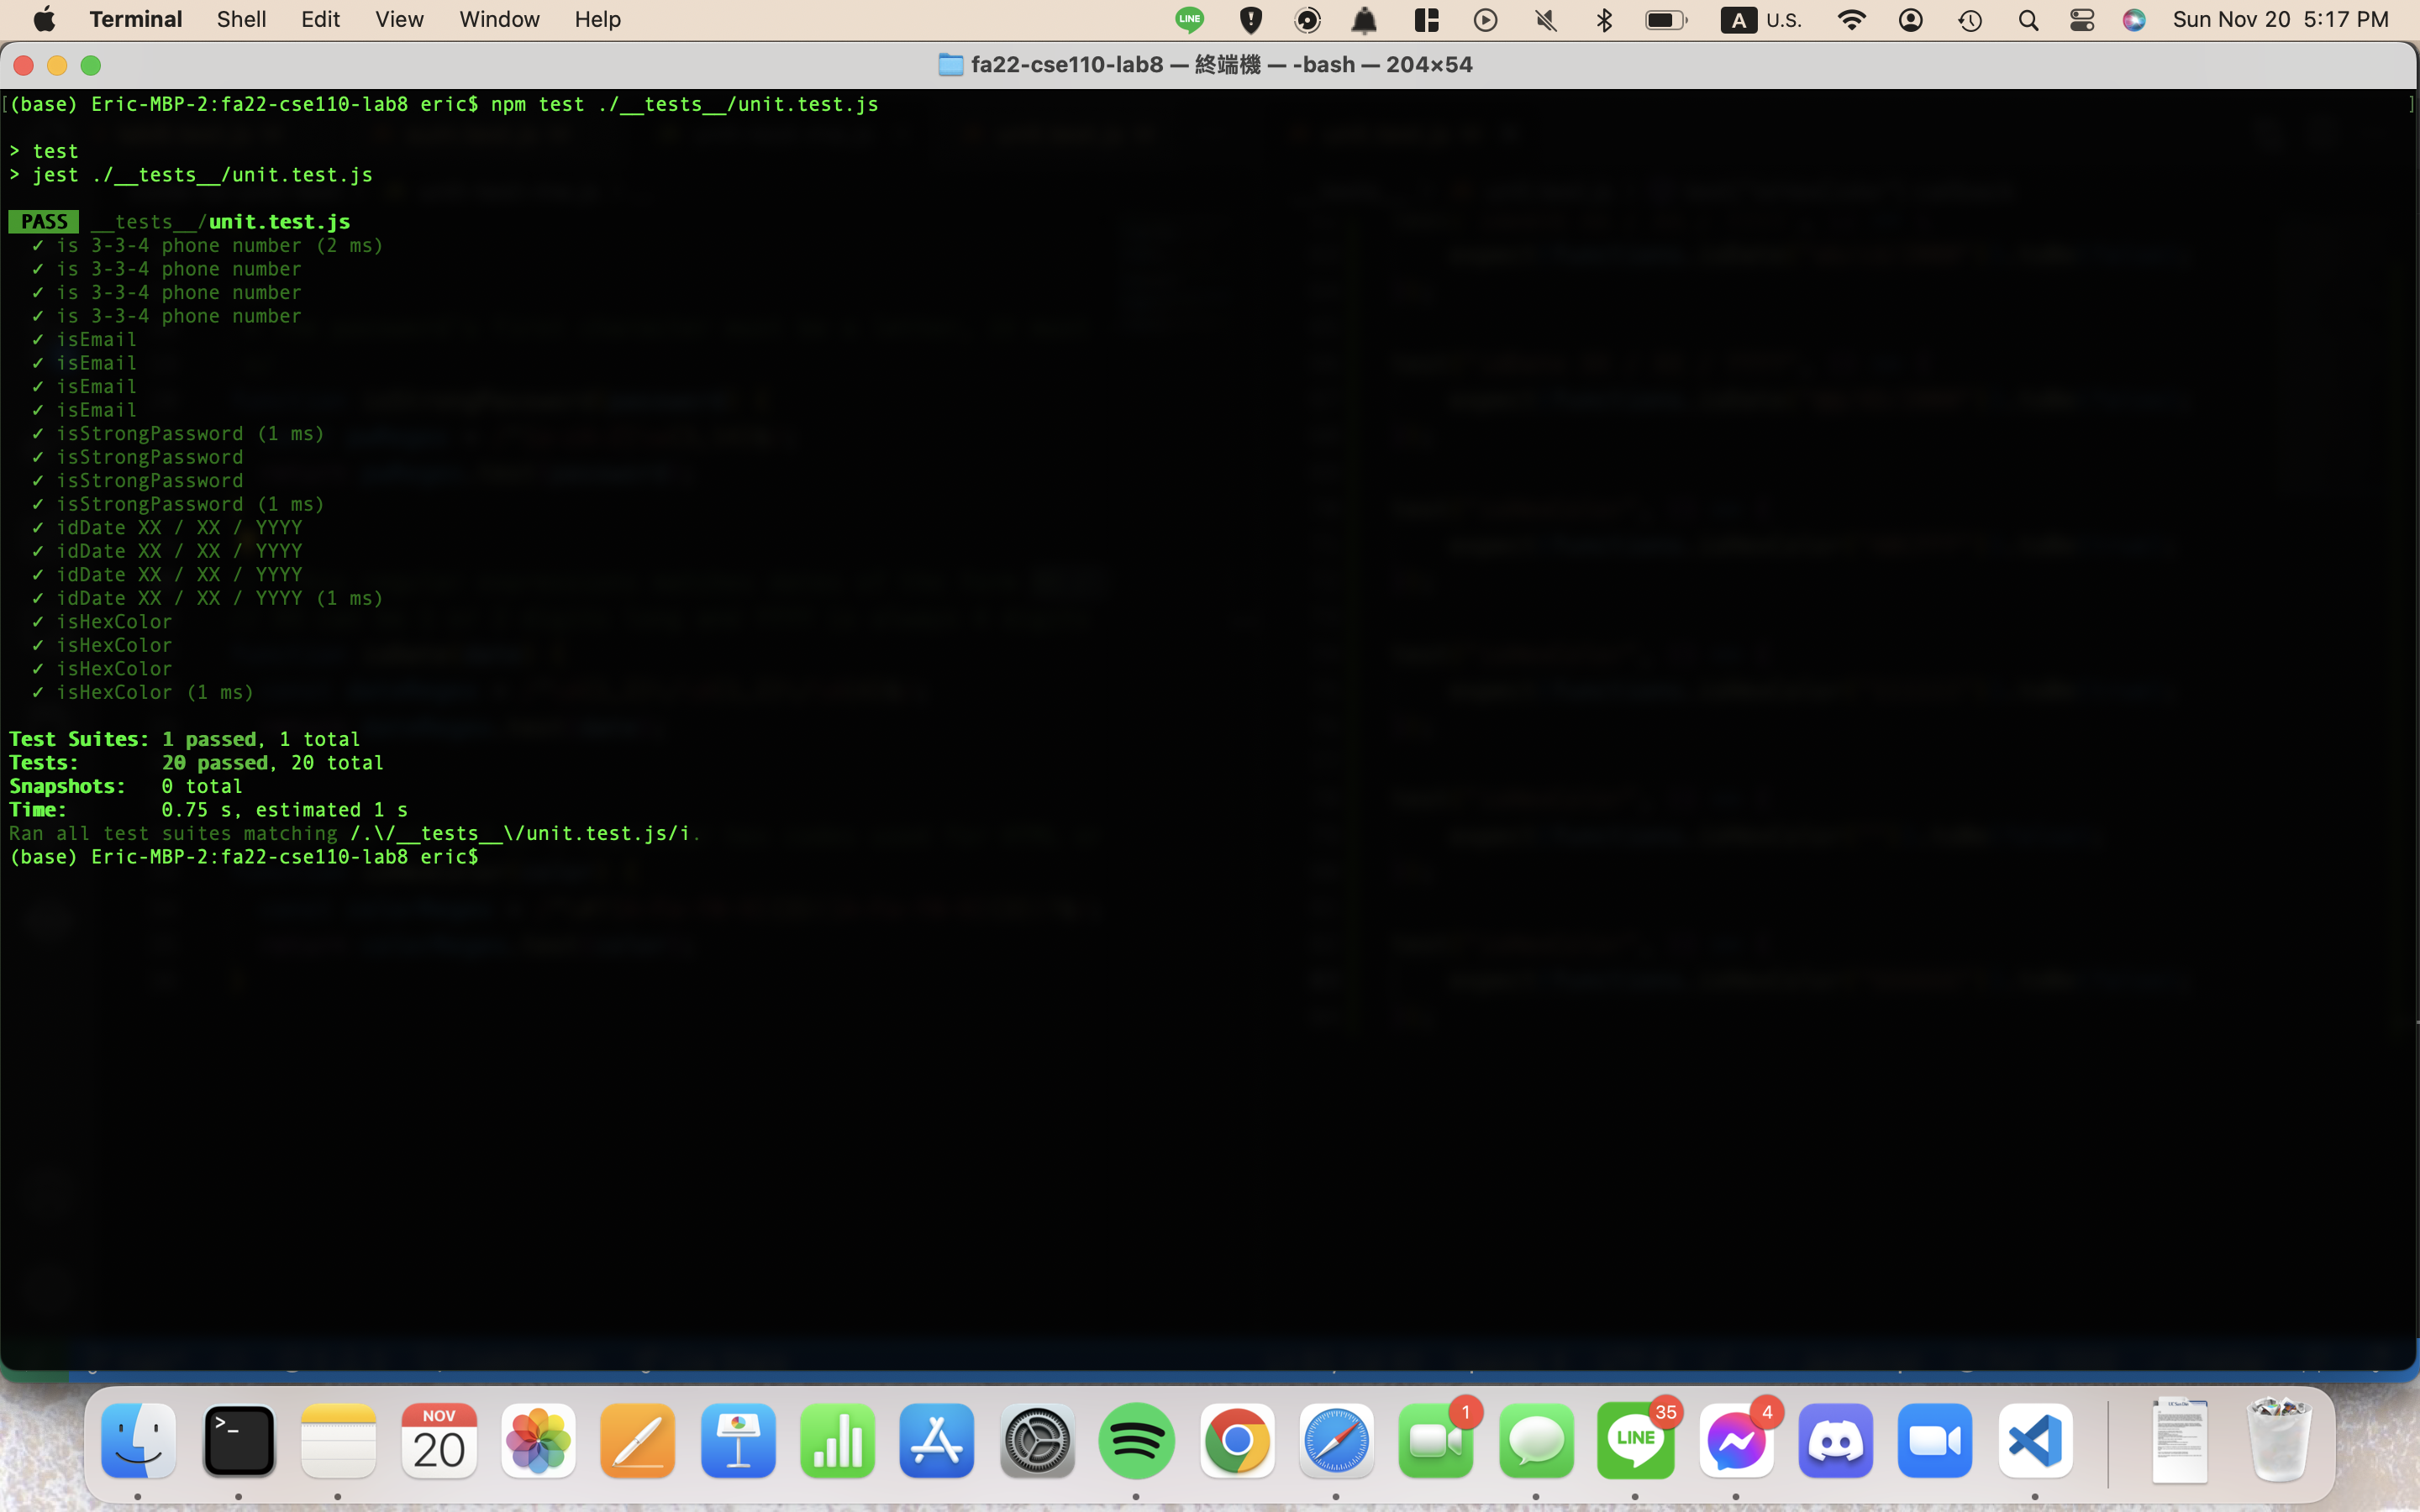 Terminal Shell Edit View Window Help LINE A U.S. Sun Nov 20 5:17 PM
fa22-cse110-lab8 — 終端機 — -bash — 204×54
[(base) Eric-MBP-2:fa22-cse110-lab8 eric$ npm test ./__tests__/unit.test.js ]
> test
> jest ./__tests__/unit.test.js
PASS __tests__/unit.test.js
✓ is 3-3-4 phone number (2 ms)
✓ is 3-3-4 phone number
✓ is 3-3-4 phone number
✓ is 3-3-4 phone number
✓ isEmail
✓ isEmail
✓ isEmail
✓ isEmail
✓ isStrongPassword (1 ms)
✓ isStrongPassword
✓ isStrongPassword
✓ isStrongPassword (1 ms)
✓ idDate XX / XX / YYYY
✓ idDate XX / XX / YYYY
✓ idDate XX / XX / YYYY
✓ idDate XX / XX / YYYY (1 ms)
✓ isHexColor
✓ isHexColor
✓ isHexColor
✓ isHexColor (1 ms)
Test Suites: 1 passed, 1 total
Tests: 20 passed, 20 total
Snapshots: 0 total
Time: 0.75 s, estimated 1 s
Ran all test suites matching /.\/__tests__\/unit.test.js/i.
(base) Eric-MBP-2:fa22-cse110-lab8 eric$
NOV
20
>_
1
LINE
35
4